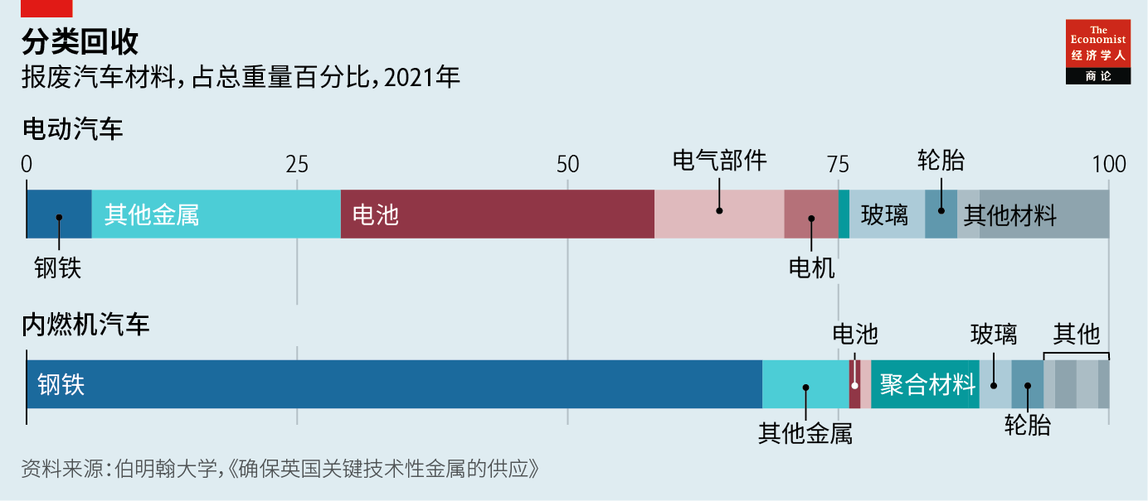 分类回收
报废汽车材料，占总重量百分比，2021年
The
Economist
经济学人
商论
电动汽车
0 25 50 电气部件 75 轮胎 100
其他金属 电池 玻璃 其他材料
钢铁 电机
内燃机汽车
电池 玻璃 其他
钢铁 聚合材料
其他金属 轮胎
资料来源：伯明翰大学，《确保英国关键技术性金属的供应》